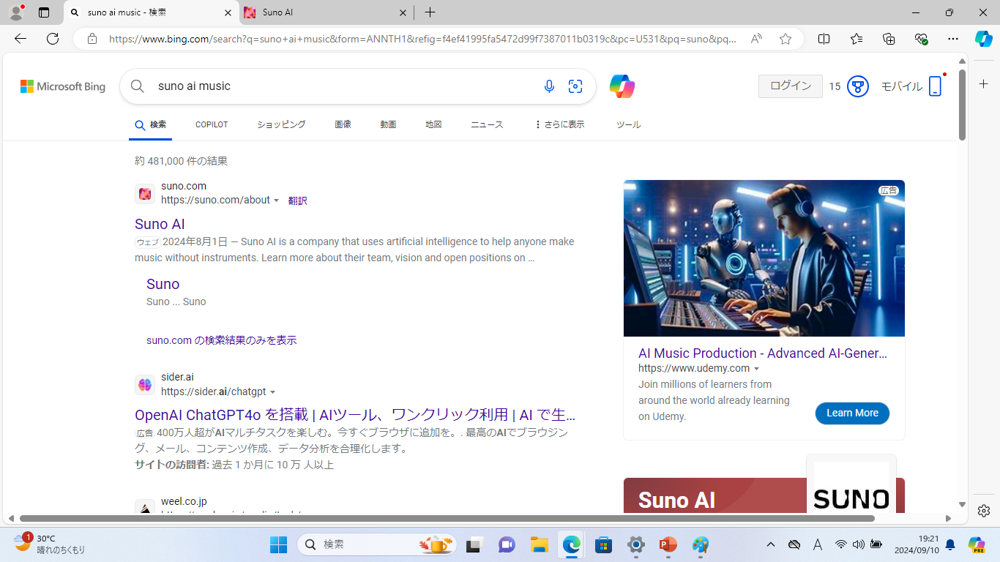 suno ai music - 検索
Suno AI
https://www.bing.com/search?q=suno+ai+music&form=ANNTH1&refig=f4ef41995fa5472d99f7387011b0319c&pc=U531&pq=suno&pq...
Microsoft Bing
suno ai music
ログイン
15
モバイル
検索
COPILOT
ショッピング
画像
動画
地図
ニュース
さらに表示
ツール
約 481,000 件の結果
suno.com
https://suno.com/about
翻訳
Suno AI
ウェブ 2024年8月1日 — Suno AI is a company that uses artificial intelligence to help anyone make
music without instruments. Learn more about their team, vision and open positions on …
Suno
Suno ... Suno
suno.com の検索結果のみを表示
sider.ai
https://sider.ai/chatgpt
OpenAI ChatGPT4o を搭載 | AIツール、ワンクリック利用 | AI で生…
広告 400万人超がAIマルチタスクを楽しむ。今すぐブラウザに追加を。. 最高のAIでブラウジン
グ、メール、コンテンツ作成、データ分析を合理化します。
サイトの訪問者: 過去 1 か月に 10 万 人以上
weel.co.jp
広告
AI Music Production - Advanced AI-Gener…
https://www.udemy.com
Join millions of learners from
around the world already learning
on Udemy.
Learn More
Suno AI
SUNO
1
30°C
晴れのちくもり
検索
A
19:21
2024/09/10
PRE